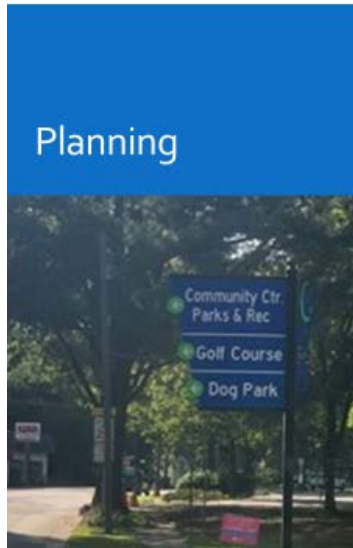 Planning
Community Ctr.
Parks & Rec
Golf Course
Dog Park